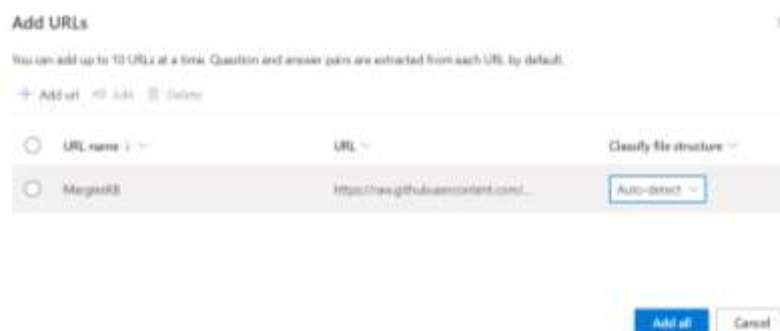 Add URLs
You can add up to 10 URLs at a time. Question and answer pairs are extracted from each URL by default.
+ Add url Edit Delete
URL name ↓ URL Classify file structure
MargiesKB https://raw.githubusercontent.com/... Auto-detect
Add all Cancel